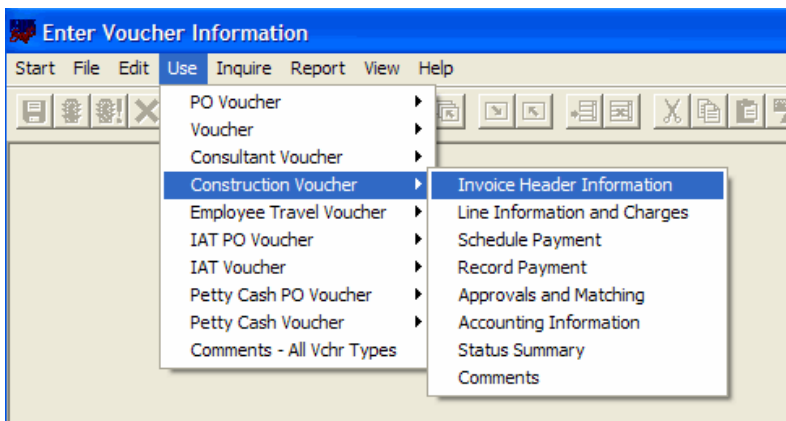 Enter Voucher Information
Start File Edit Use Inquire Report View Help
PO Voucher
Voucher
Consultant Voucher
Construction Voucher
Employee Travel Voucher
IAT PO Voucher
IAT Voucher
Petty Cash PO Voucher
Petty Cash Voucher
Comments - All Vchr Types
Invoice Header Information
Line Information and Charges
Schedule Payment
Record Payment
Approvals and Matching
Accounting Information
Status Summary
Comments